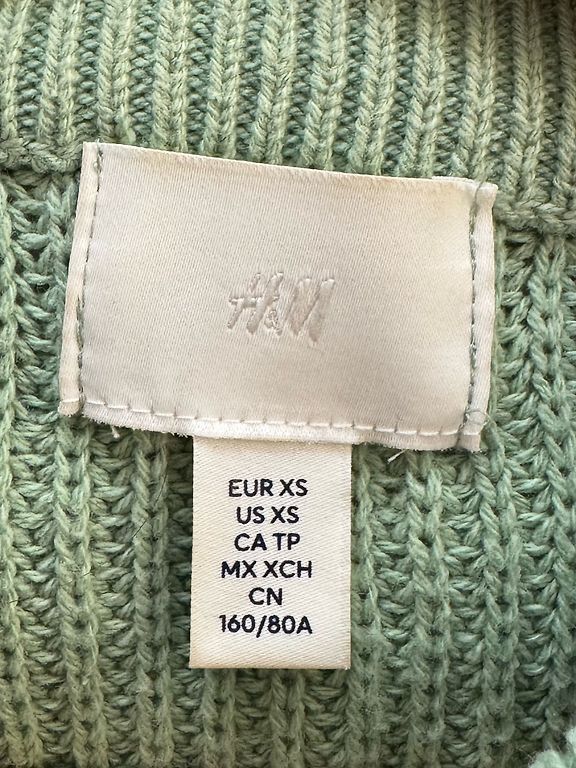 H&M
EUR XS
US XS
CA TP
MX XCH
CN
160/80A